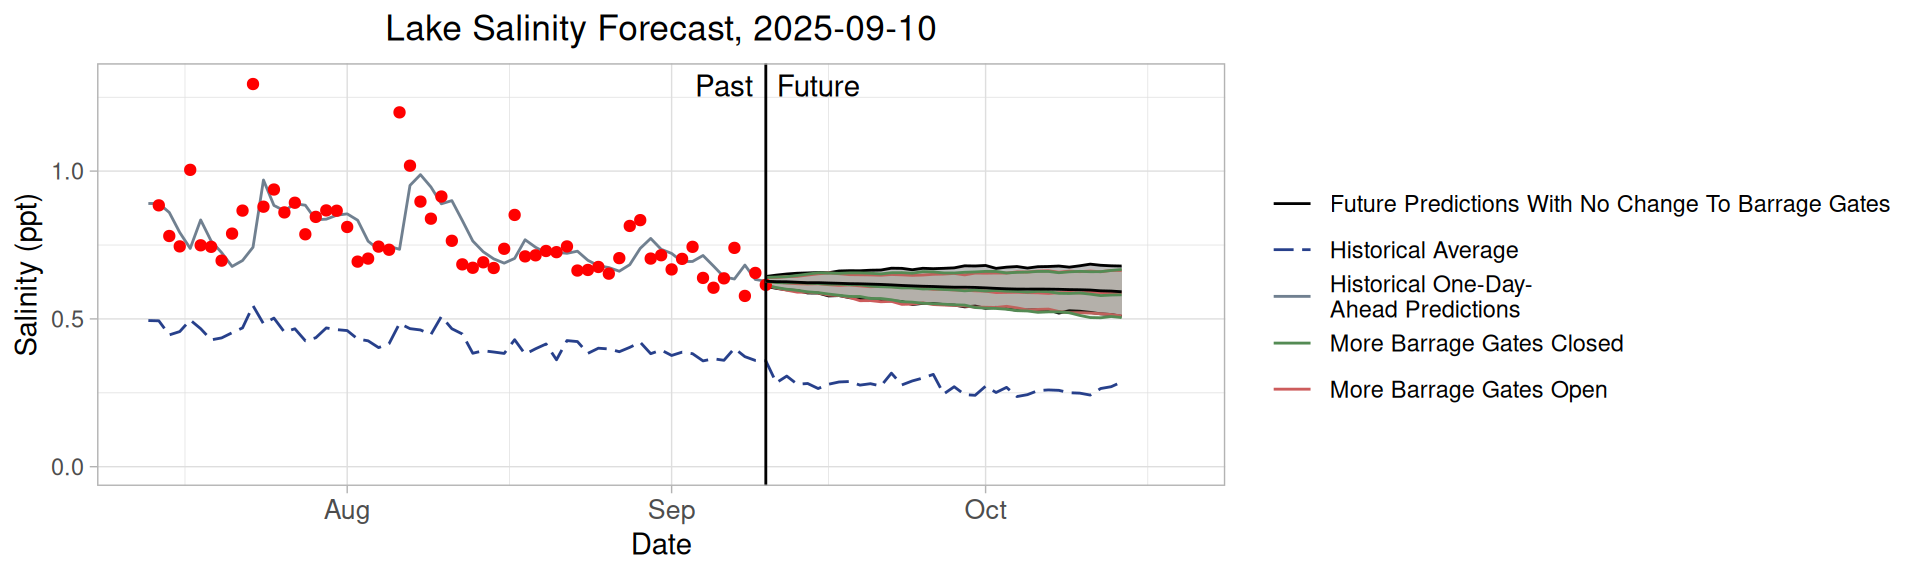 Lake Salinity Forecast, 2025-09-10
Past
Future
1.0
0.5
0.0
Salinity (ppt)
Aug
Sep
Oct
Date
Future Predictions With No Change To Barrage Gates
Historical Average
Historical One-Day-
Ahead Predictions
More Barrage Gates Closed
More Barrage Gates Open